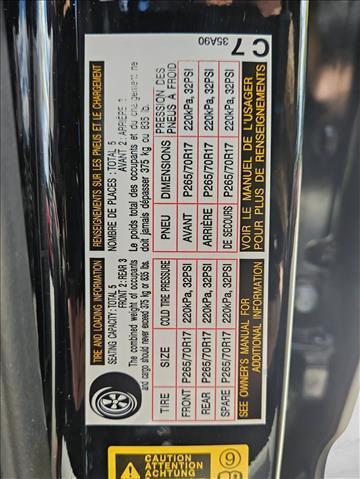 TIRE AND LOADING INFORMATION
SEATING CAPACITY: TOTAL 5
FRONT 2: REAR 3
The combined weight of occupants
and cargo should never exceed 375 kg or 835 lbs.
TIRE SIZE COLD TIRE PRESSURE
FRONT P265/70R17 220kPa, 32PSI
REAR P265/70R17 220kPa, 32PSI
SPARE P265/70R17 220kPa, 32PSI
SEE OWNER'S MANUAL FOR
ADDITIONAL INFORMATION
RENSEIGNEMENTS SUR LES PNEUS ET LE CHARGEMENT
NOMBRE DE PLACES : TOTAL 5
AVANT 2 : ARRIÈRE
Le poids total des occupants et du chargement ne
doit jamais dépasser 375 kg ou 835 lb.
PNEU DIMENSIONS PRESSION DES
PNEUS A FROID
AVANT P265/70R17 220kPa, 32PSI
ARRIÈRE P265/70R17 220kPa, 32PSI
DE SECOURS P265/70R17 220kPa, 32PSI
VOIR LE MANUEL DE L'USAGER
POUR PLUS DE RENSEIGNEMENTS
C 7
35A90
CAUTION
ATTENTION
ACHTUNG